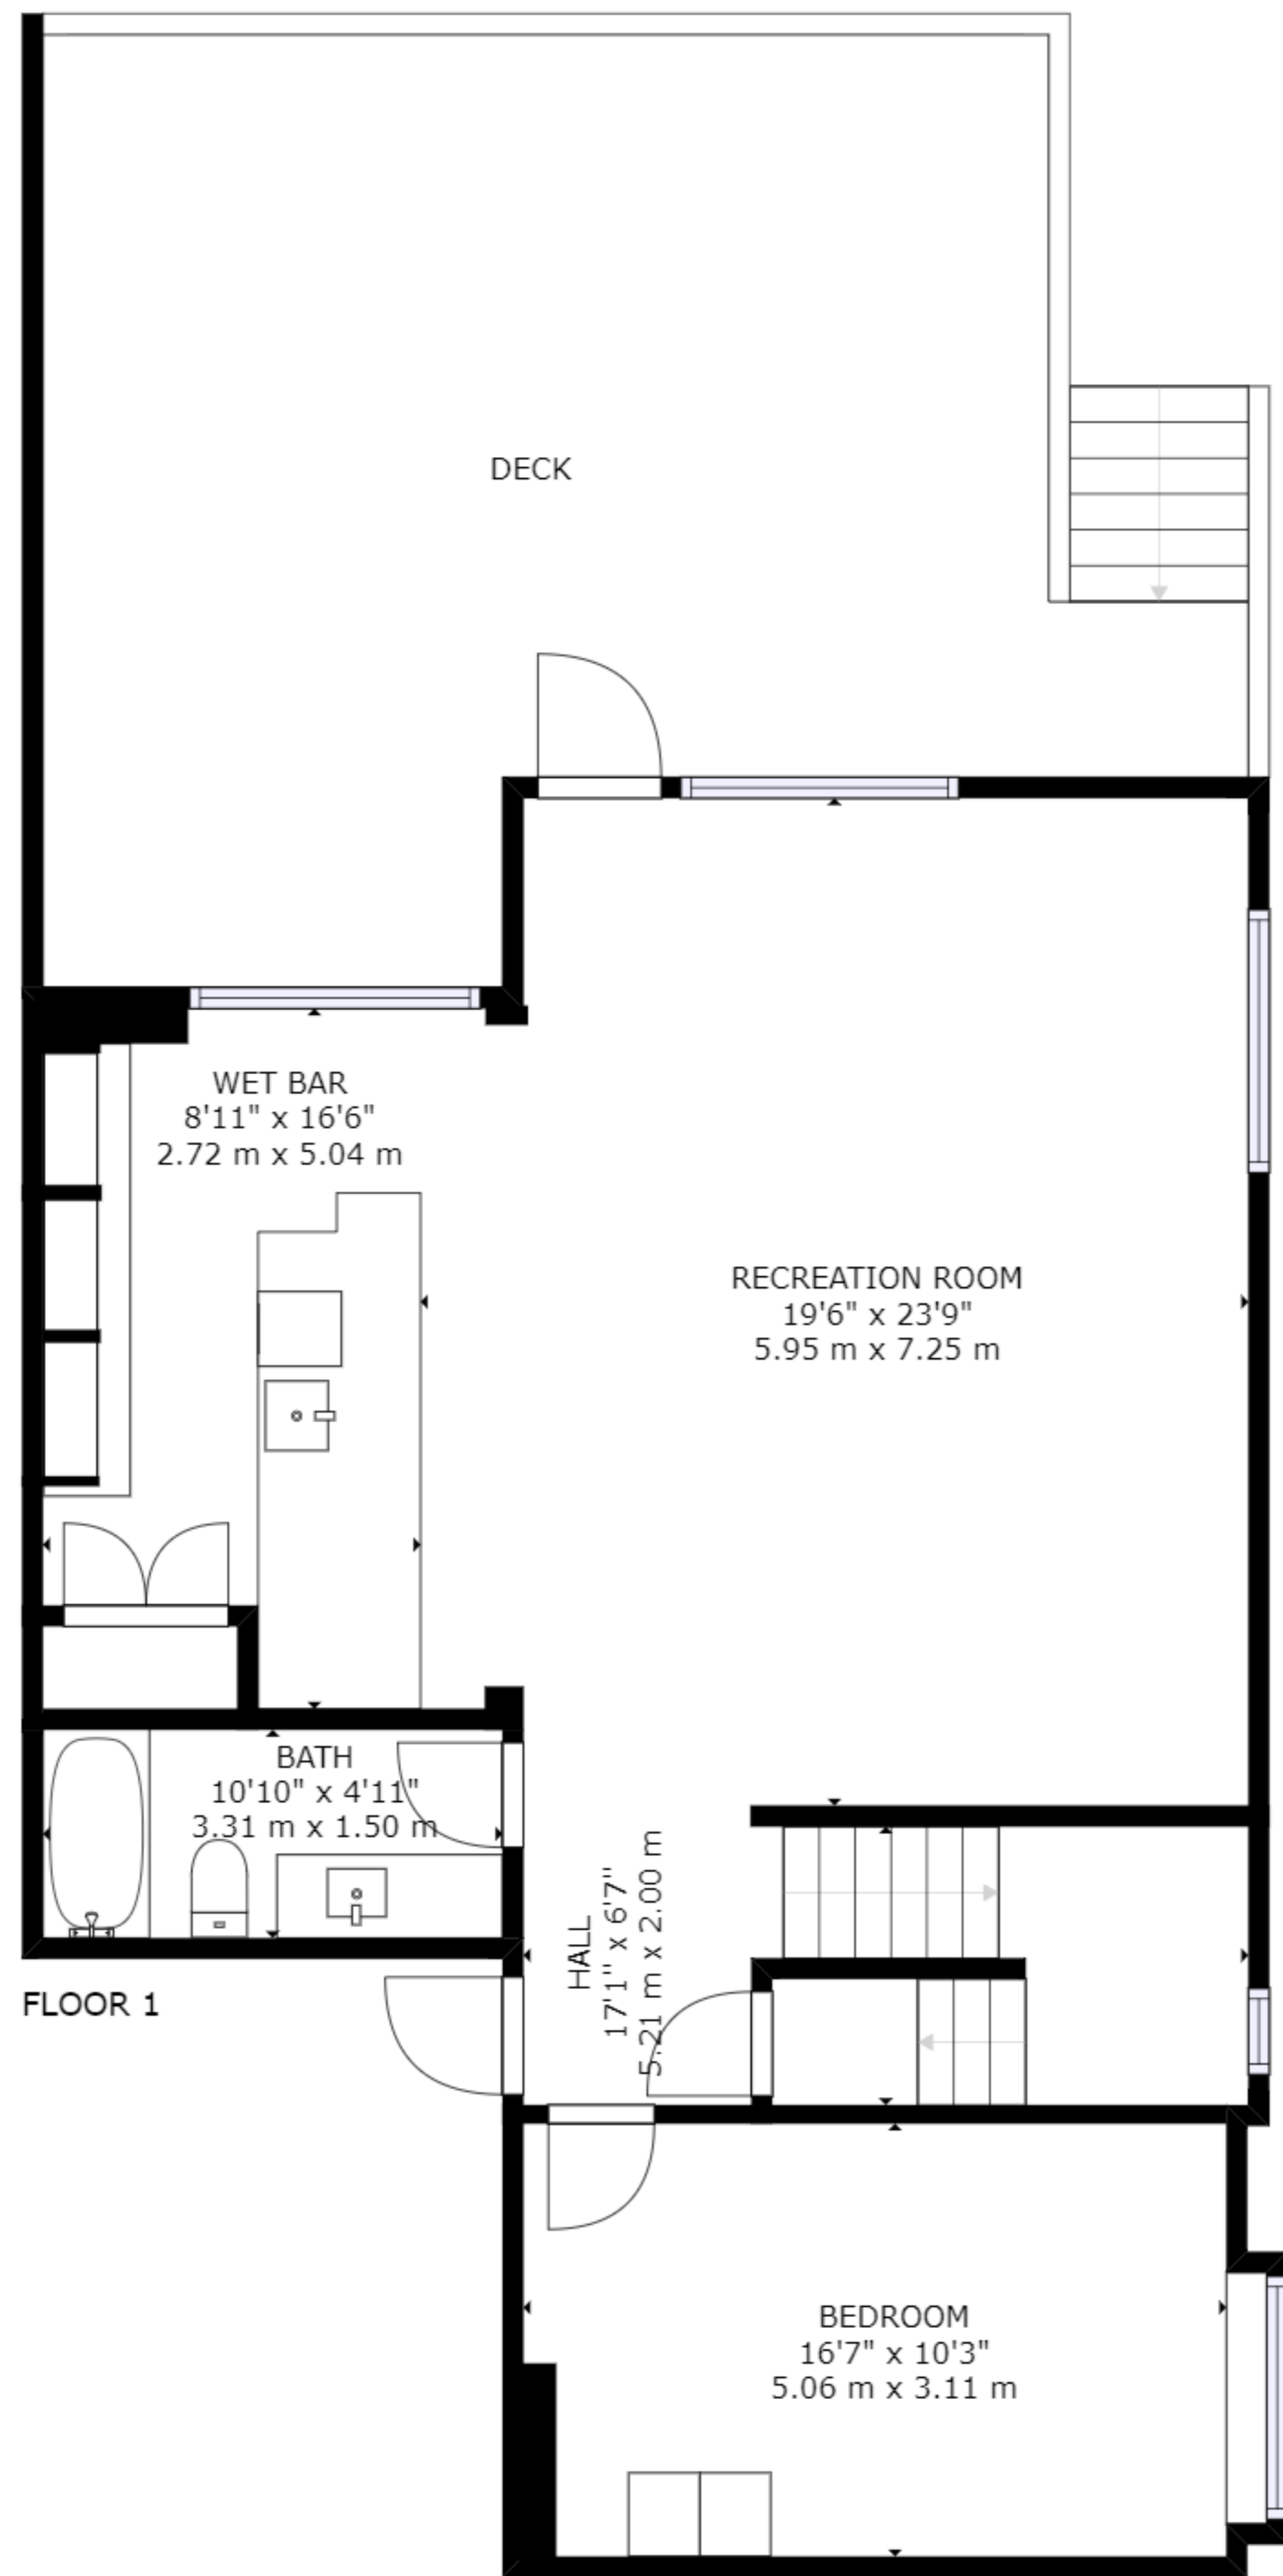 DECK
WET BAR
8'11" x 16'6"
2.72 m x 5.04 m
RECREATION ROOM
19'6" x 23'9"
5.95 m x 7.25 m
BATH
10'10" x 4'11"
3.31 m x 1.50 m
HALL
17'1" x 6'7"
5.21 m x 2.00 m
FLOOR 1
BEDROOM
16'7" x 10'3"
5.06 m x 3.11 m